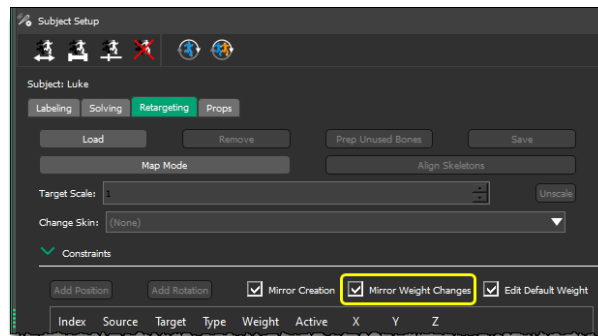 Subject Setup
Subject: Luke
Labeling Solving Retargeting Props
Load Remove Prep Unused Bones Save
Map Mode Align Skeletons
Target Scale: 1 Unscale
Change Skin: (None)
Constraints
Add Position Add Rotation Mirror Creation Mirror Weight Changes Edit Default Weight
Index Source Target Type Weight Active X Y Z